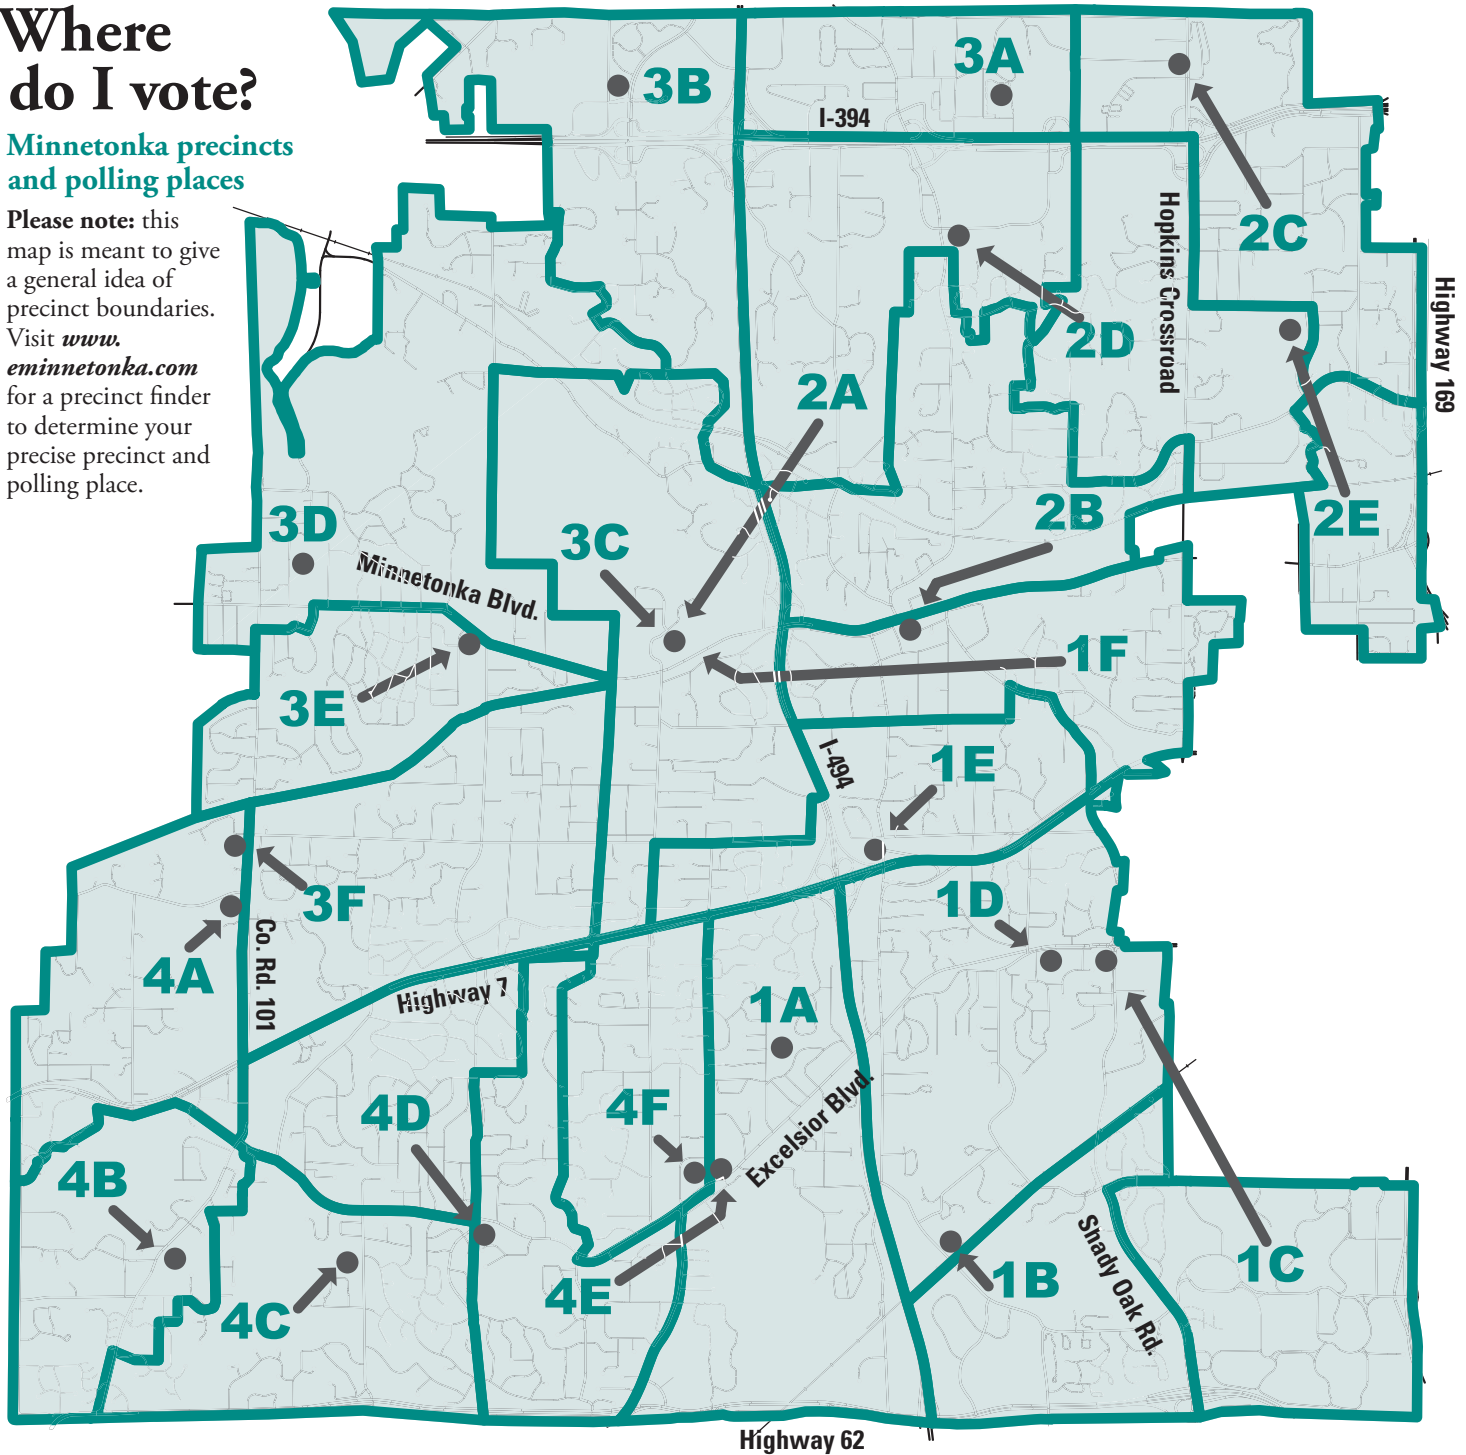 Where
do I vote?
Minnetonka precincts
and polling places
Please note: this
map is meant to give
a general idea of
precinct boundaries.
Visit www.
eminnetonka.com
for a precinct finder
to determine your
precise precinct and
polling place.
3B
3A
I-394
2C
Hopkins Crossroad
Highway 169
2D
2A
2B
2E
3D
3C
Minnetonka Blvd.
1F
3E
I-494
1E
3F
1D
4A
Co. Rd. 101
Highway 7
1A
4F
4D
Excelsior Blvd.
4B
4C
4E
1B
Shady Oak Rd.
1C
Highway 62